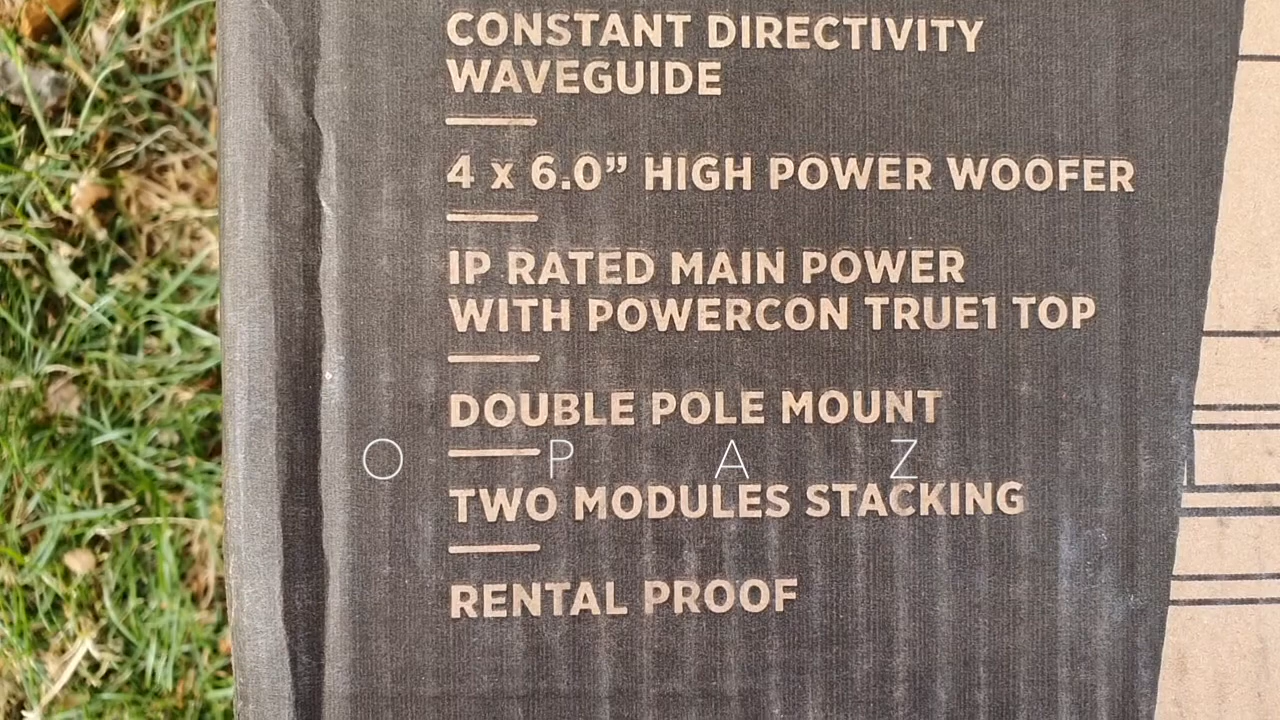 CONSTANT DIRECTIVITY
WAVEGUIDE
4 x 6.0” HIGH POWER WOOFER
IP RATED MAIN POWER
WITH POWERCON TRUE1 TOP
DOUBLE POLE MOUNT
O P A Z
TWO MODULES STACKING
RENTAL PROOF